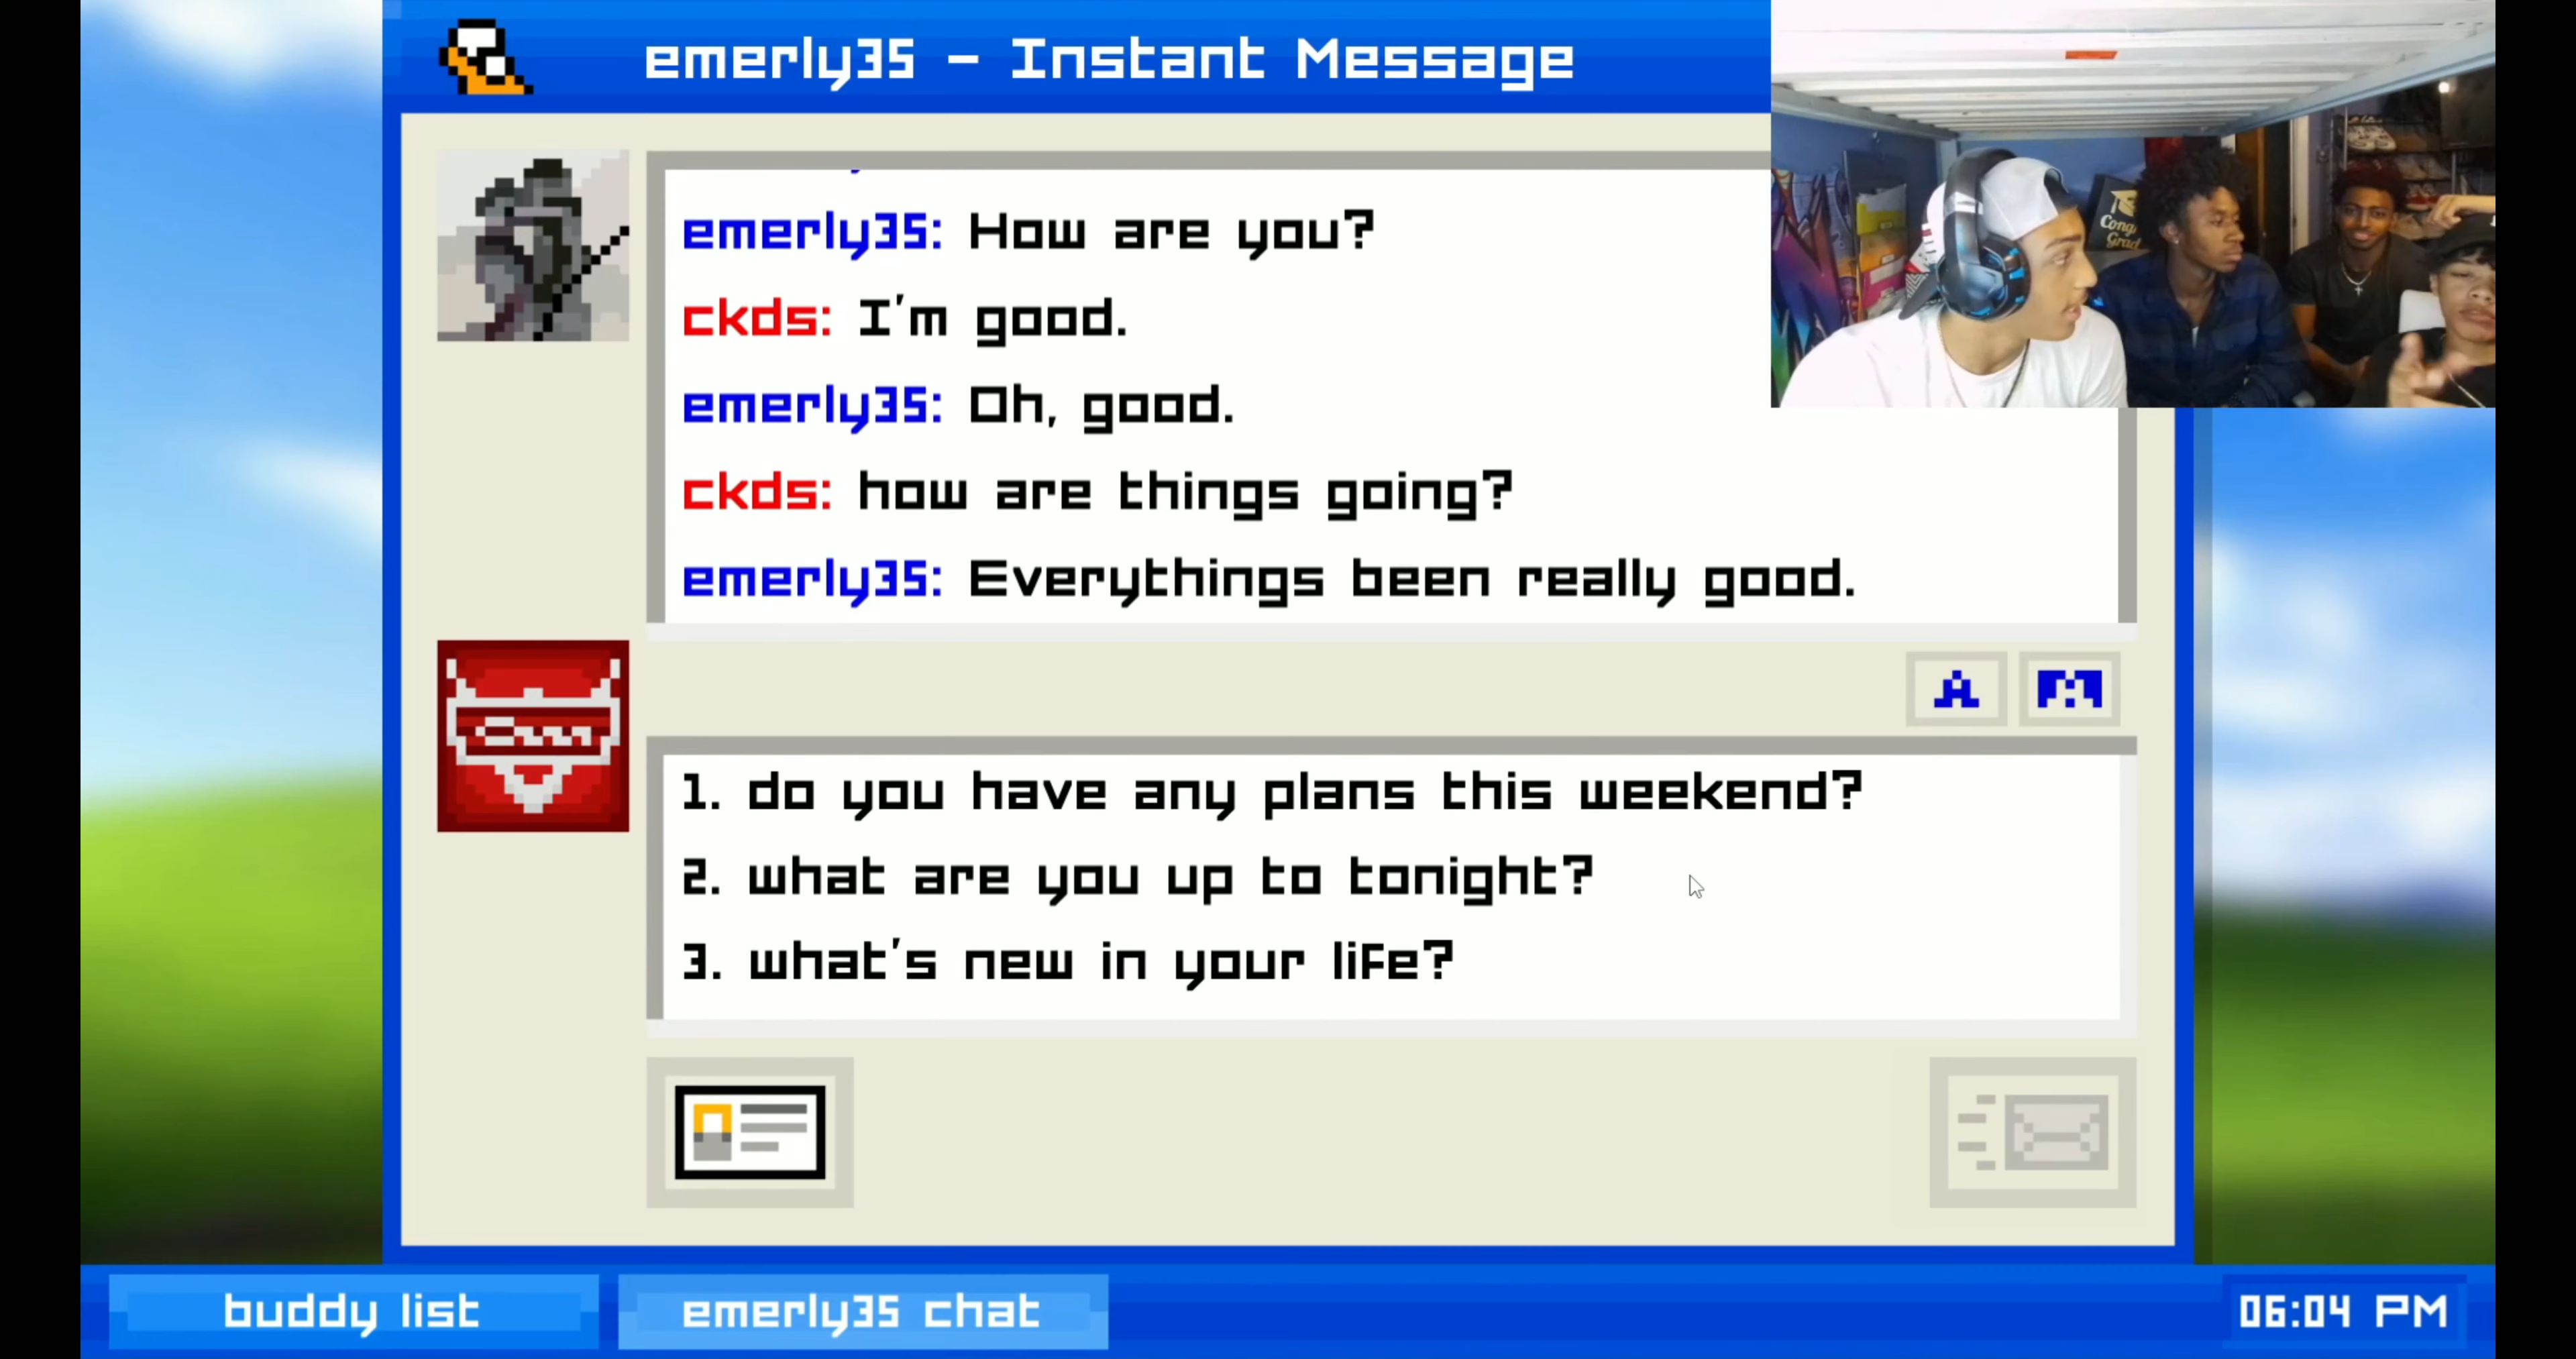 emerly35 - Instant Message
emerly35: How are you?
ckds: I'm good.
emerly35: Oh, good.
ckds: how are things going?
emerly35: Everythings been really good.
A
1. do you have any plans this weekend?
2. what are you up to tonight?
3. what's new in your life?
buddy list
emerly35 chat
06:04 PM